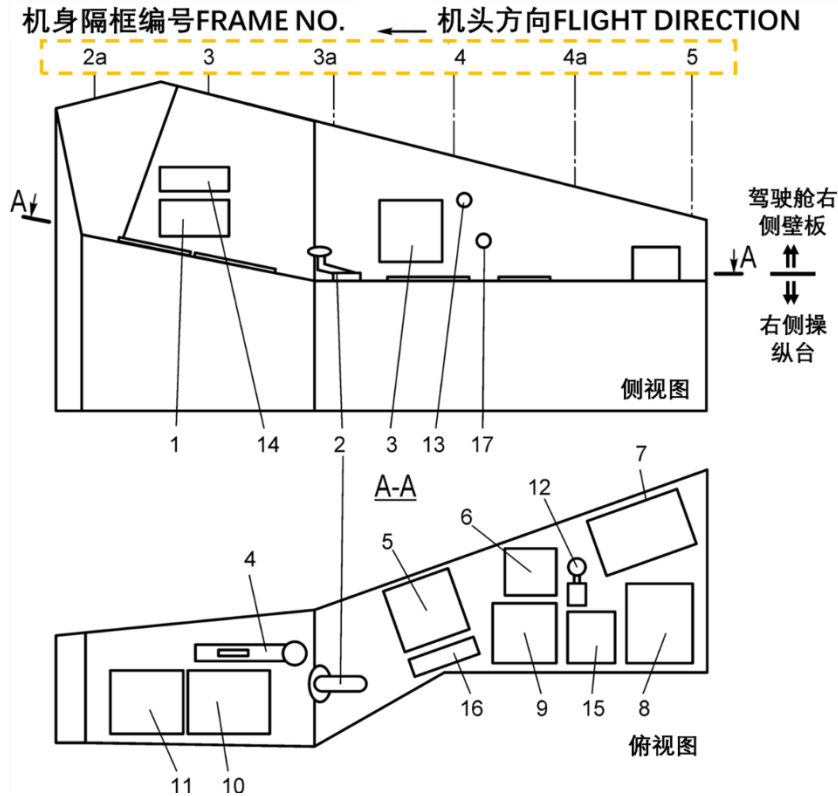 机身隔框编号FRAME NO. ← 机头方向FLIGHT DIRECTION
2a 3 3a 4 4a 5
A A
驾驶舱右
侧壁板
右侧操
纵台
侧视图
1 14 2 3 13 17
A-A
7
12
6
5
4
16 9 15 8
俯视图
11 10